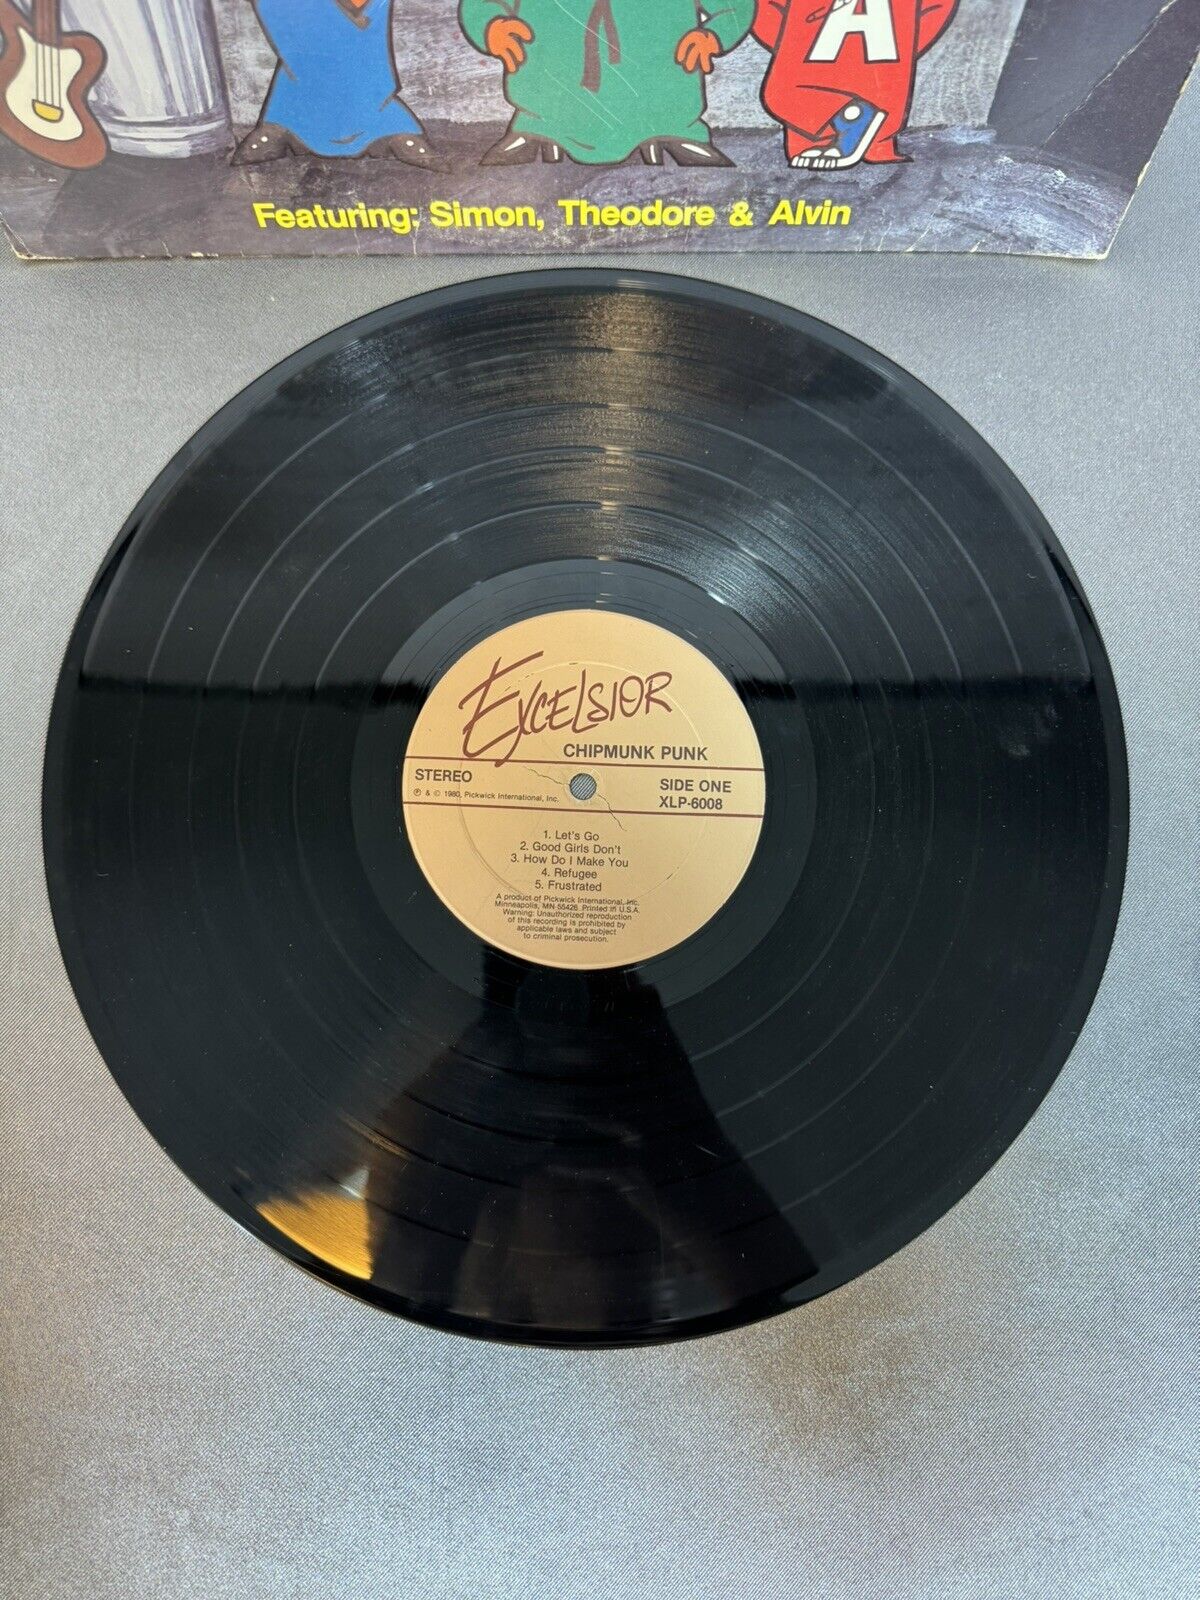 A
Featuring: Simon, Theodore & Alvin
EXCELSIOR
CHIPMUNK PUNK
STEREO
℗ & © 1980, Pickwick International, Inc.
SIDE ONE
XLP-6008
1. Let's Go
2. Good Girls Don't
3. How Do I Make You
4. Refugee
5. Frustrated
A product of Pickwick International, Inc.
Minneapolis, MN 55426 Printed in U.S.A.
Warning: Unauthorized reproduction
of this recording is prohibited by
applicable laws and subject
to criminal prosecution.